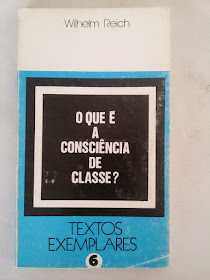 Wilhelm Reich
O QUE É
A
CONSCIÊNCIA
DE
CLASSE?
TEXTOS
EXEMPLARES
6